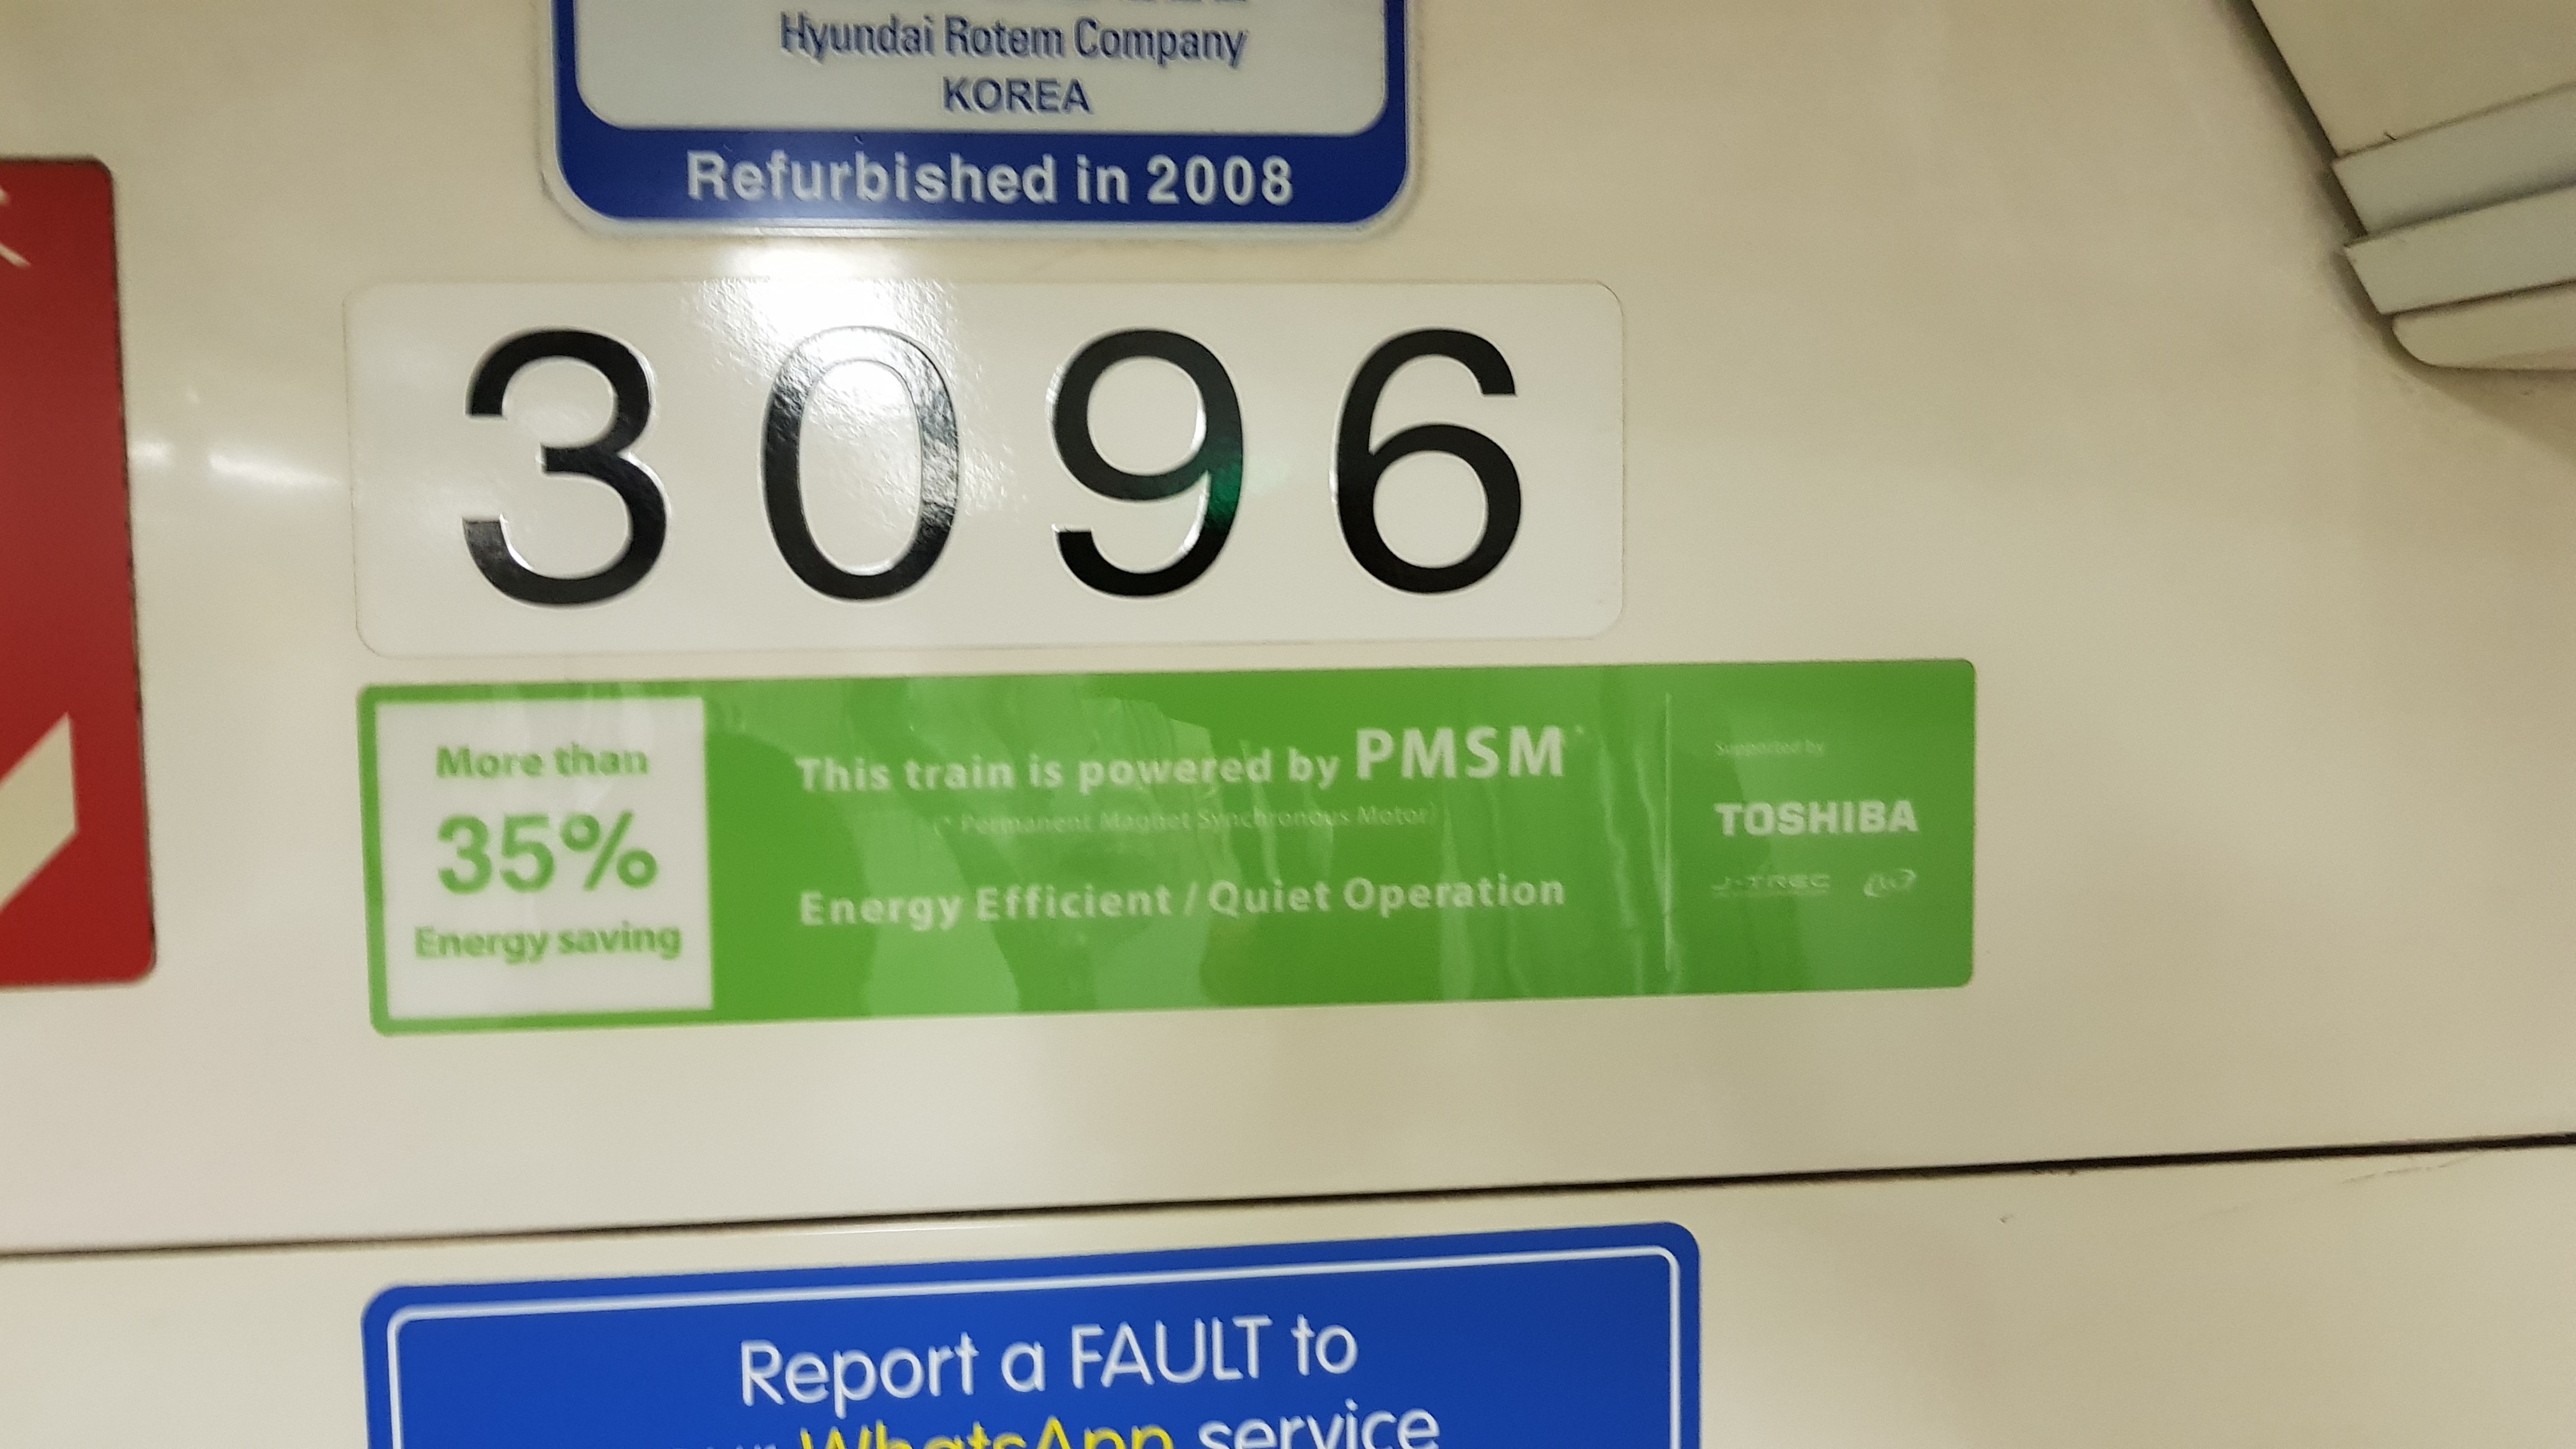 Hyundai Rotem Company
KOREA
Refurbished in 2008
3096
More than
35%
Energy saving
This train is powered by PMSM*
(* Permanent Magnet Synchronous Motor)
Energy Efficient / Quiet Operation
Supported by
TOSHIBA
J-TREC
Report a FAULT to
WhatsApp service